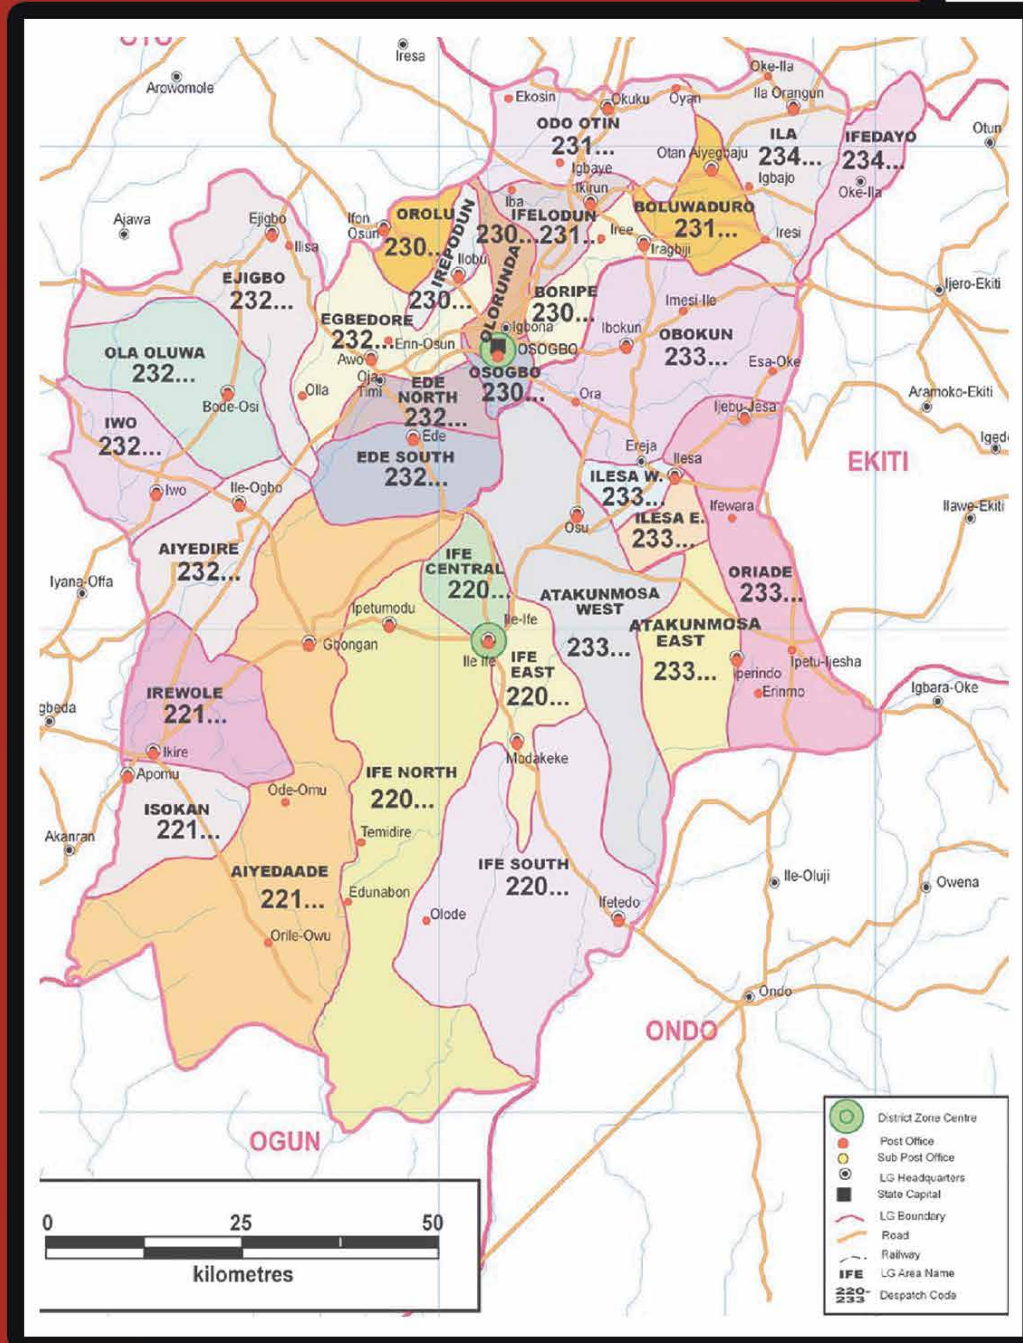 OYO
Iresa
Arowomole
Oke-Ila
Ekosin
Okuku
Oyan
Ila Orangun
ODO OTIN
231...
ILA
234...
IFEDAYO
234...
Otun
Otan Aiyegbaju
Igbaye
Igbajo
Oke-Ila
Ikirun
Iba
Ajawa
Ejigbo
Ilisa
Ifon
Osun
OROLU
230...
IREPODUN
230...
Ilobu
OLORUNDA
230...
IFELODUN
231...
Iree
Iragbiji
BOLUWADURO
231...
Iresi
EJIGBO
232...
EGBEDORE
232...
Enn-Osun
BORIPE
230...
Imesi-Ile
Ijero-Ekiti
Igbona
Ibokun
OBOKUN
233...
OLA OLUWA
232...
Awo
OSOGBO
OSOGBO
230...
Esa-Oke
Oja
Timi
EDE
NORTH
232...
Olla
Ora
Aramoko-Ekiti
Bode-Osi
Ijebu-Jesa
IWO
232...
Ede
EDE SOUTH
232...
Ereja
Ilesa
EKITI
Iged
Iwo
Ile-Ogbo
ILESA W.
233...
Ifewara
Ilawe-Ekiti
Osu
ILESA E.
233...
AIYEDIRE
232...
IFE
CENTRAL
220...
Iyana-Offa
ORIADE
233...
Ipetumodu
ATAKUNMOSA
WEST
233...
Ile-Ife
ATAKUNMOSA
EAST
233...
Gbongan
Ile Ife
IFE
EAST
220...
Iperindo
Ipetu-Ijesha
Erinmo
Igbara-Oke
IREWOLE
221...
gbeda
Ikire
Modakeke
Apomu
IFE NORTH
220...
Ode-Omu
ISOKAN
221...
Temidire
Akanran
AIYEDAADE
221...
IFE SOUTH
220...
Ile-Oluji
Owena
Edunabon
Ifetedo
Olode
Orile-Owu
Ondo
ONDO
OGUN
District Zone Centre
Post Office
Sub Post Office
LG Headquarters
State Capital
LG Boundary
Road
Railway
IFE LG Area Name
220-
233 Despatch Code
0 25 50
kilometres